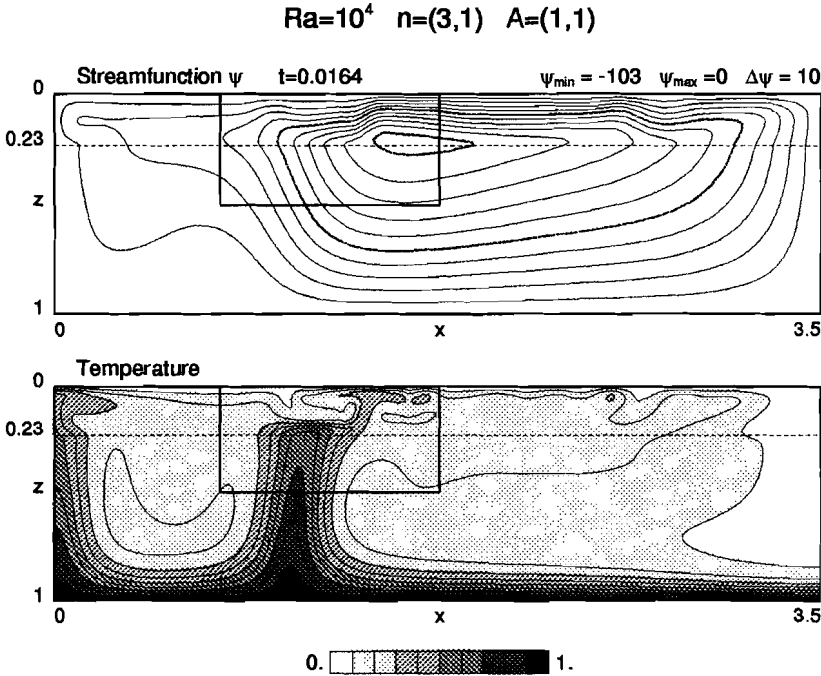 Ra=10⁴ n=(3,1) A=(1,1)
Streamfunction ψ t=0.0164 ψmin = -103 ψmax =0 Δψ = 10
0
0.23
z
1
0 x 3.5
Temperature
0
0.23
z
1
0 x 3.5
0. 1.